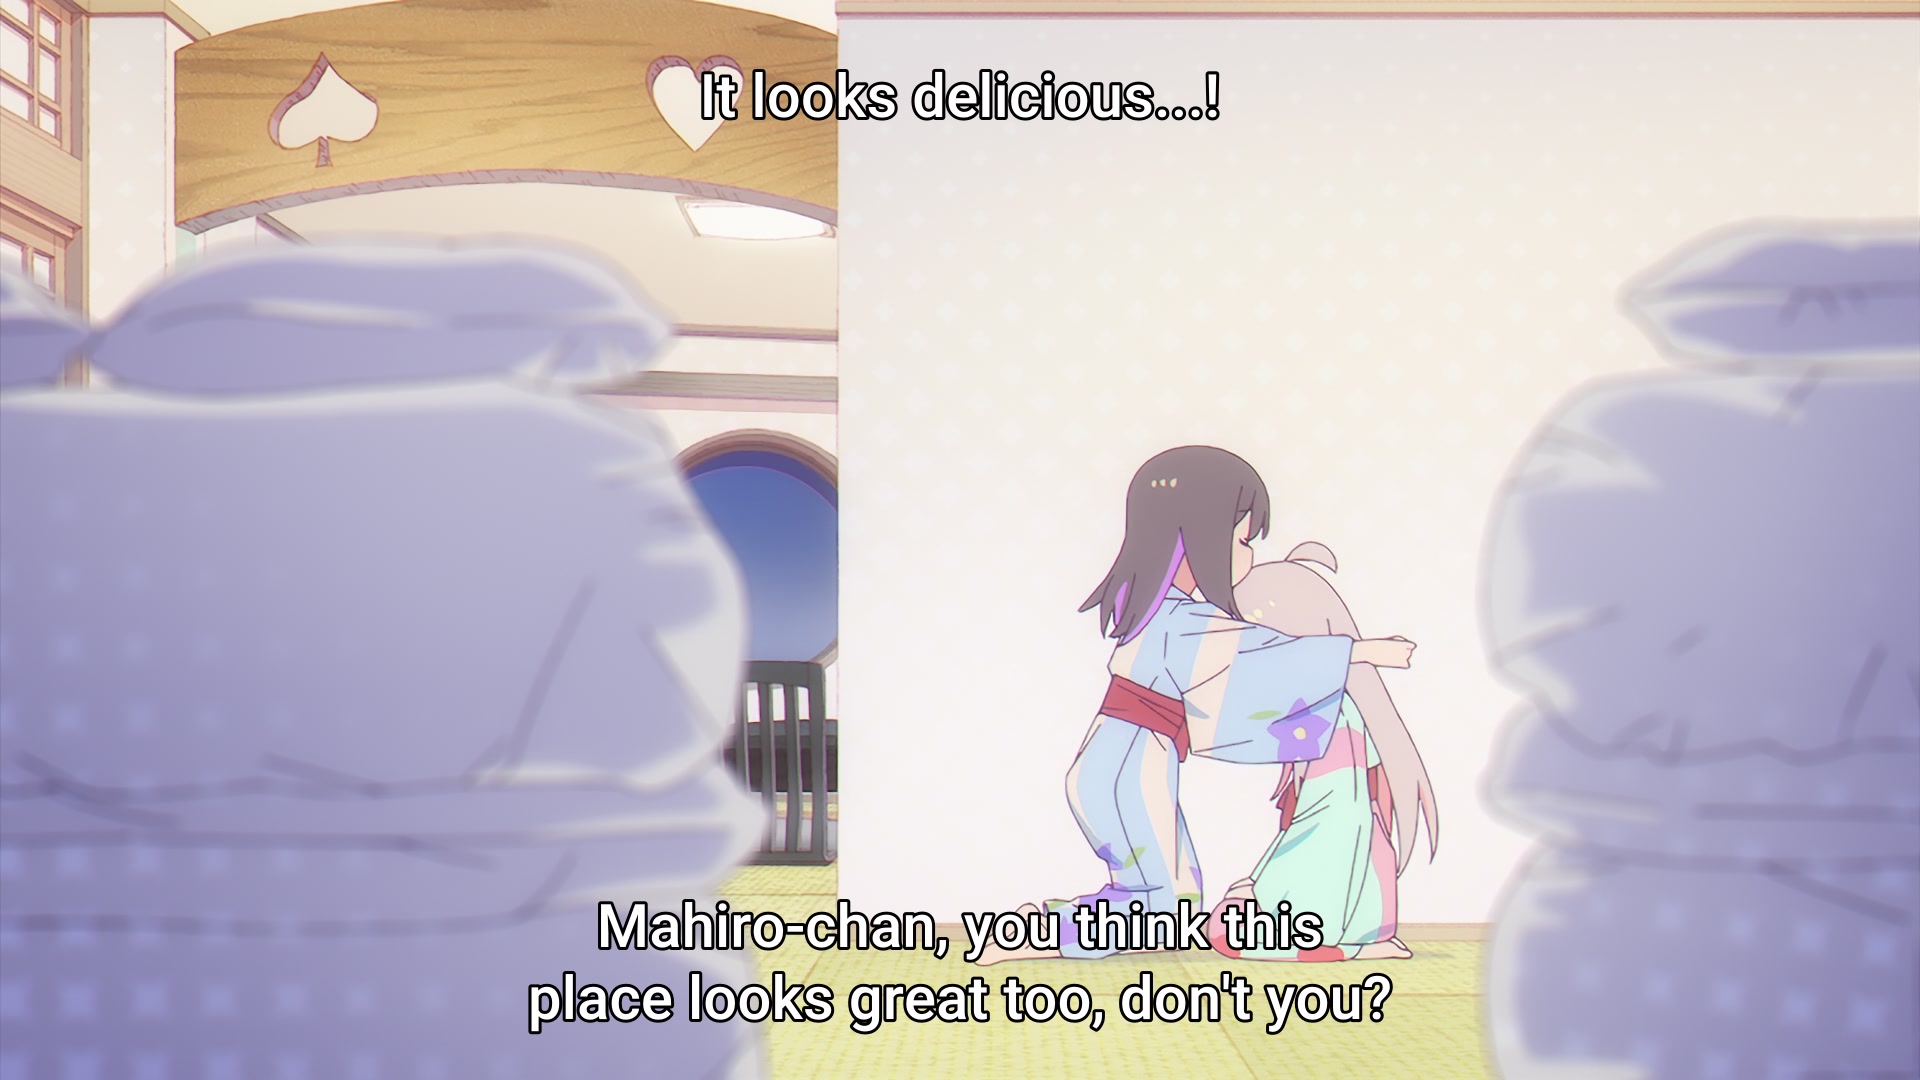 It looks delicious...!
Mahiro-chan, you think this
place looks great too, don't you?